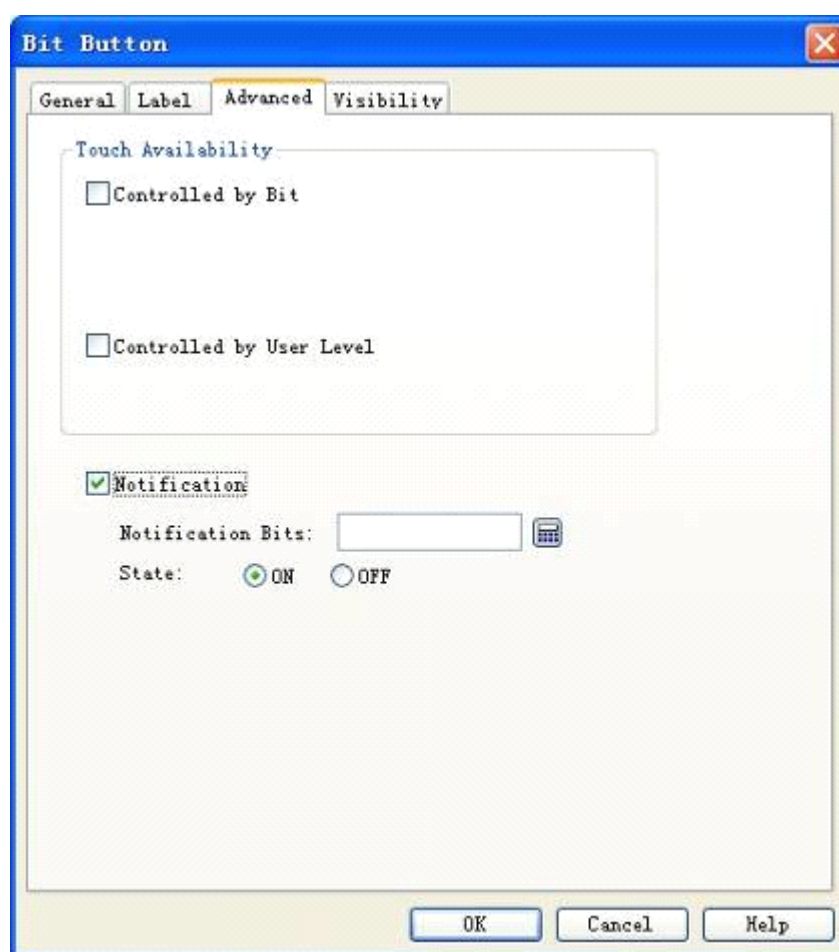 Bit Button
General Label Advanced Visibility
Touch Availability
Controlled by Bit
Controlled by User Level
Notification
Notification Bits:
State: ON OFF
OK Cancel Help